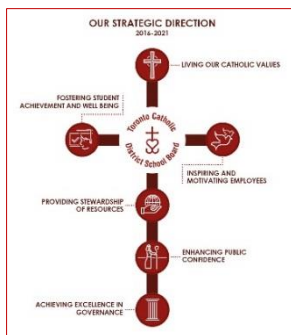 OUR STRATEGIC DIRECTION
2016-2021
LIVING OUR CATHOLIC VALUES
FOSTERING STUDENT
ACHIEVEMENT AND WELL BEING
Toronto Catholic
District School Board
INSPIRING AND
MOTIVATING EMPLOYEES
PROVIDING STEWARDSHIP
OF RESOURCES
ENHANCING PUBLIC
CONFIDENCE
ACHIEVING EXCELLENCE IN
GOVERNANCE